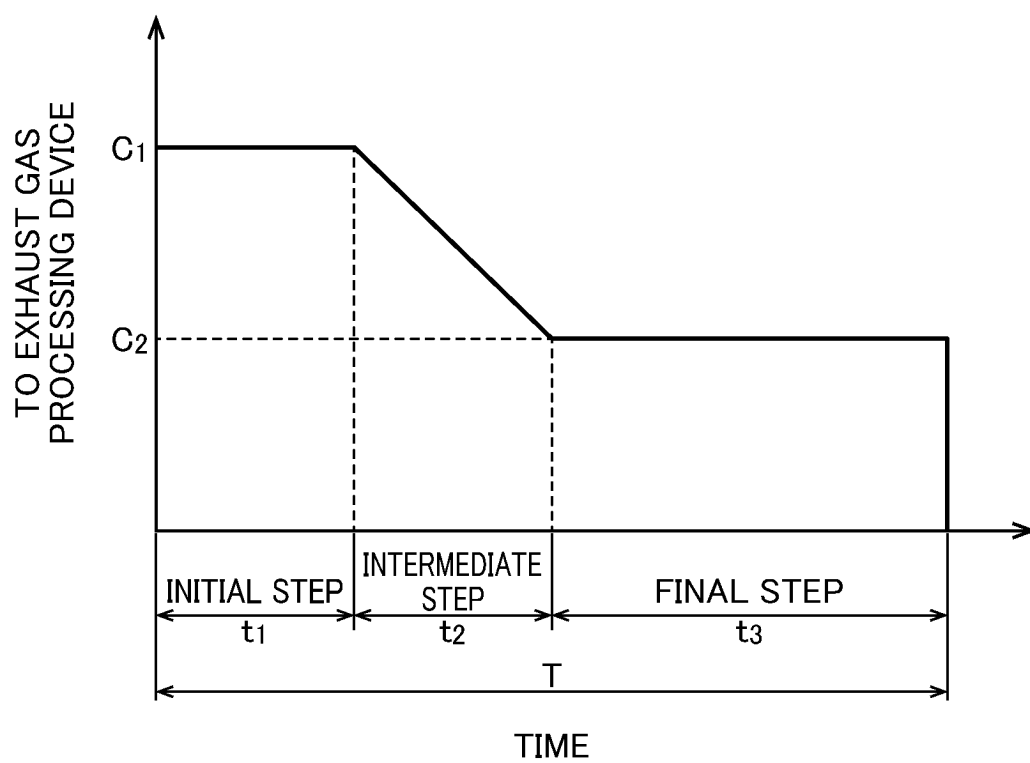 TO EXHAUST GAS
PROCESSING DEVICE
C1
C2
INITIAL STEP
t1
INTERMEDIATE
STEP
t2
FINAL STEP
t3
T
TIME